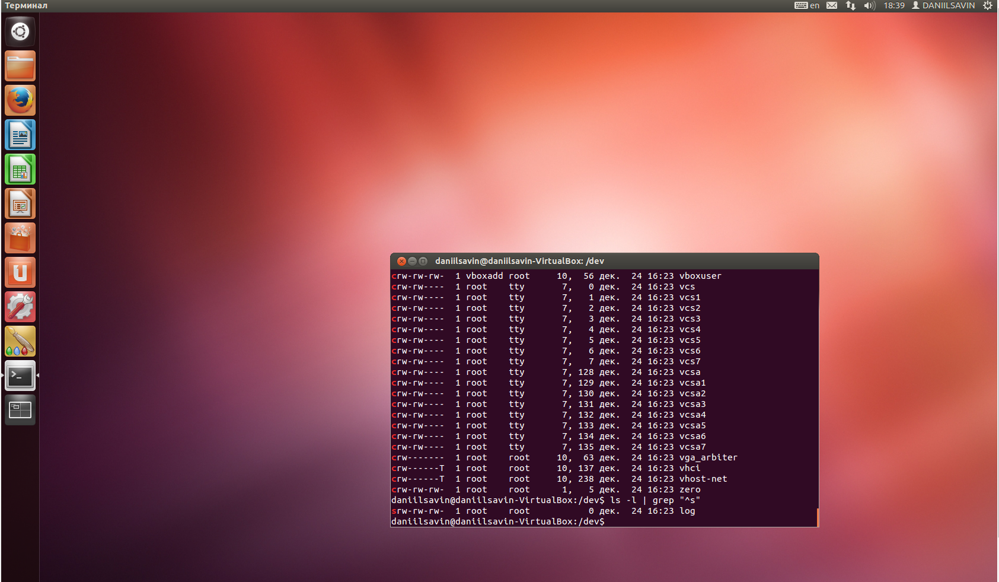 Терминал
en 18:39 DANIILSAVIN
daniilsavin@daniilsavin-VirtualBox: /dev
crw-rw-rw-  1 vboxadd root     10,  56 дек.  24 16:23 vboxuser
crw-rw----  1 root    tty       7,   0 дек.  24 16:23 vcs
crw-rw----  1 root    tty       7,   1 дек.  24 16:23 vcs1
crw-rw----  1 root    tty       7,   2 дек.  24 16:23 vcs2
crw-rw----  1 root    tty       7,   3 дек.  24 16:23 vcs3
crw-rw----  1 root    tty       7,   4 дек.  24 16:23 vcs4
crw-rw----  1 root    tty       7,   5 дек.  24 16:23 vcs5
crw-rw----  1 root    tty       7,   6 дек.  24 16:23 vcs6
crw-rw----  1 root    tty       7,   7 дек.  24 16:23 vcs7
crw-rw----  1 root    tty       7, 128 дек.  24 16:23 vcsa
crw-rw----  1 root    tty       7, 129 дек.  24 16:23 vcsa1
crw-rw----  1 root    tty       7, 130 дек.  24 16:23 vcsa2
crw-rw----  1 root    tty       7, 131 дек.  24 16:23 vcsa3
crw-rw----  1 root    tty       7, 132 дек.  24 16:23 vcsa4
crw-rw----  1 root    tty       7, 133 дек.  24 16:23 vcsa5
crw-rw----  1 root    tty       7, 134 дек.  24 16:23 vcsa6
crw-rw----  1 root    tty       7, 135 дек.  24 16:23 vcsa7
crw-------  1 root    root     10,  63 дек.  24 16:23 vga_arbiter
crw------T  1 root    root     10, 137 дек.  24 16:23 vhci
crw------T  1 root    root     10, 238 дек.  24 16:23 vhost-net
crw-rw-rw-  1 root    root      1,   5 дек.  24 16:23 zero
daniilsavin@daniilsavin-VirtualBox:/dev$ ls -l | grep "^s"
srw-rw-rw-  1 root    root           0 дек.  24 16:23 log
daniilsavin@daniilsavin-VirtualBox:/dev$